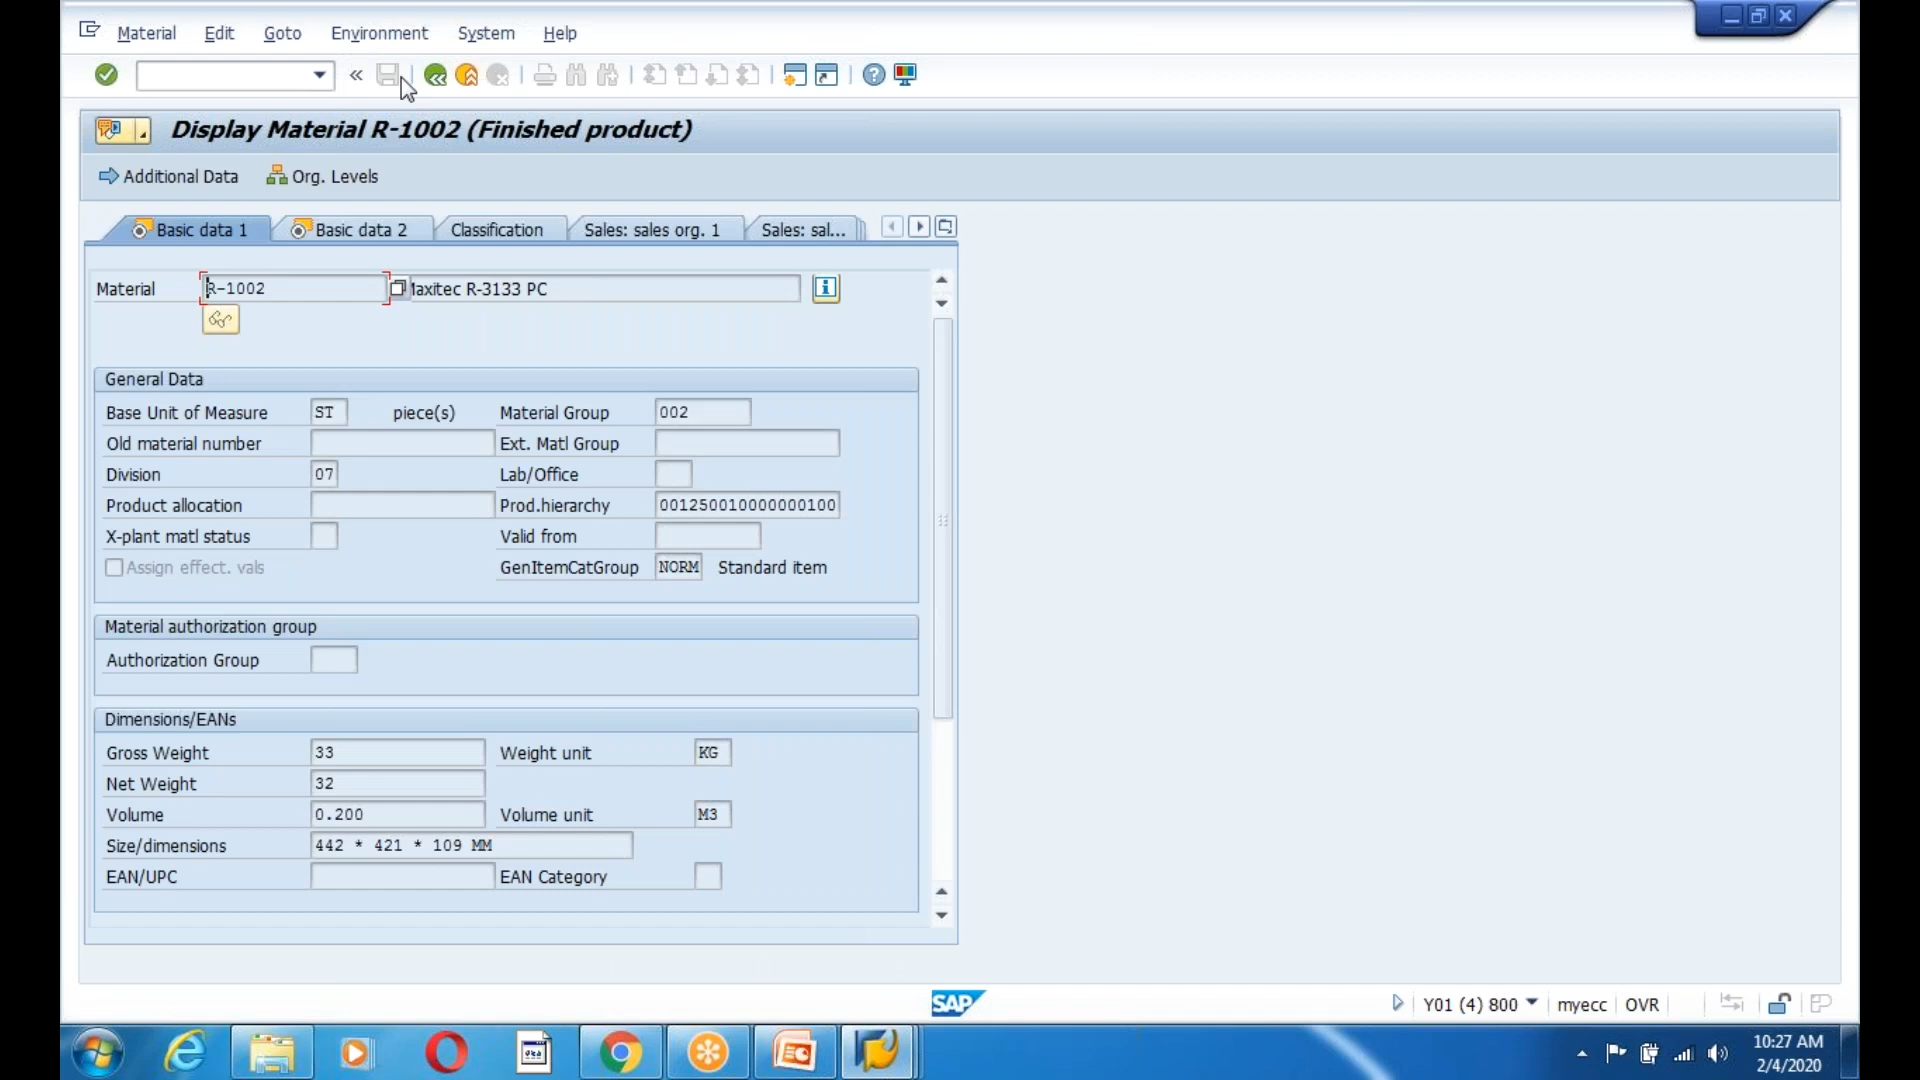 Material Edit Goto Environment System Help
Display Material R-1002 (Finished product)
Additional Data Org. Levels
Basic data 1 Basic data 2 Classification Sales: sales org. 1 Sales: sal...
Material R-1002 Maxitec R-3133 PC
General Data
Base Unit of Measure ST piece(s) Material Group 002
Old material number Ext. Matl Group
Division 07 Lab/Office
Product allocation Prod.hierarchy 001250010000000100
X-plant matl status Valid from
Assign effect. vals GenItemCatGroup NORM Standard item
Material authorization group
Authorization Group
Dimensions/EANs
Gross Weight 33 Weight unit KG
Net Weight 32
Volume 0.200 Volume unit M3
Size/dimensions 442 * 421 * 109 MM
EAN/UPC EAN Category
SAP Y01 (4) 800 myecc OVR
10:27 AM
2/4/2020